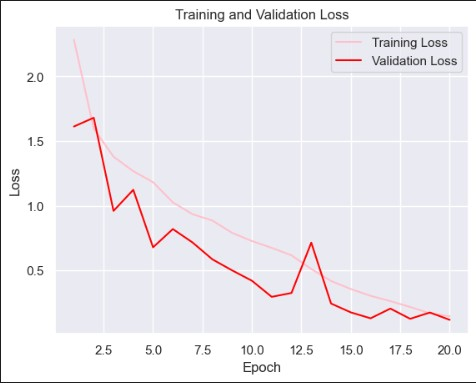 Training and Validation Loss
Training Loss
Validation Loss
2.0
1.5
1.0
0.5
Loss
2.5 5.0 7.5 10.0 12.5 15.0 17.5 20.0
Epoch